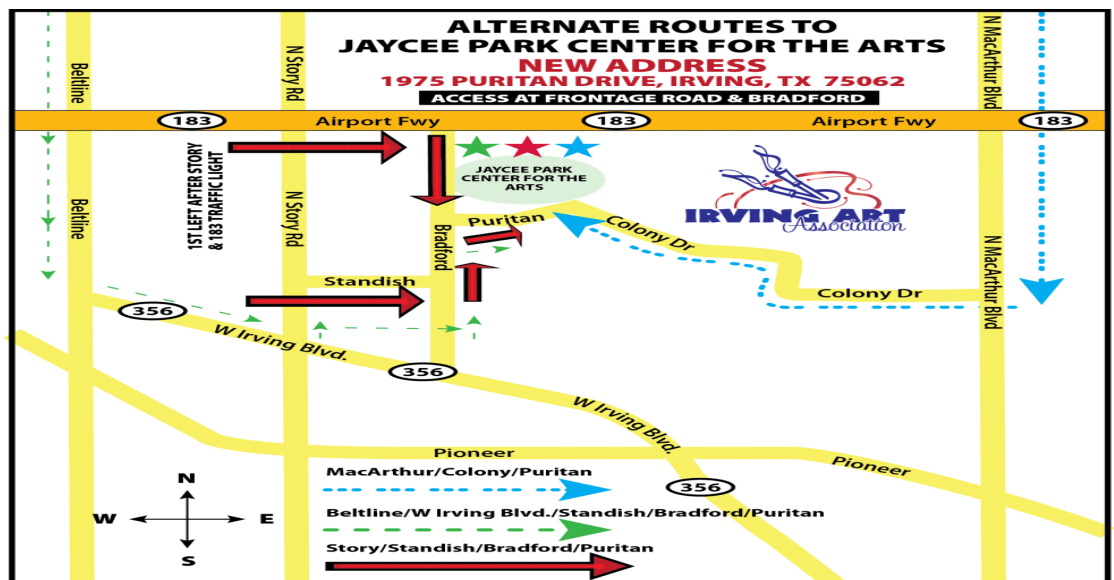 ALTERNATE ROUTES TO
JAYCEE PARK CENTER FOR THE ARTS
NEW ADDRESS
1975 PURITAN DRIVE, IRVING, TX 75062
ACCESS AT FRONTAGE ROAD & BRADFORD
Beltline
N Story Rd
N MacArthur Blvd
183
Airport Fwy
183
Airport Fwy
183
1ST LEFT AFTER STORY
& 183 TRAFFIC LIGHT
JAYCEE PARK
CENTER FOR THE
ARTS
IRVING ART
Association
Beltline
N Story Rd
Bradford
Puritan
Colony Dr
N MacArthur Blvd
Standish
Colony Dr
356
W Irving Blvd.
356
W Irving Blvd.
Pioneer
Pioneer
356
MacArthur/Colony/Puritan
Beltline/W Irving Blvd./Standish/Bradford/Puritan
Story/Standish/Bradford/Puritan
N
W E
S